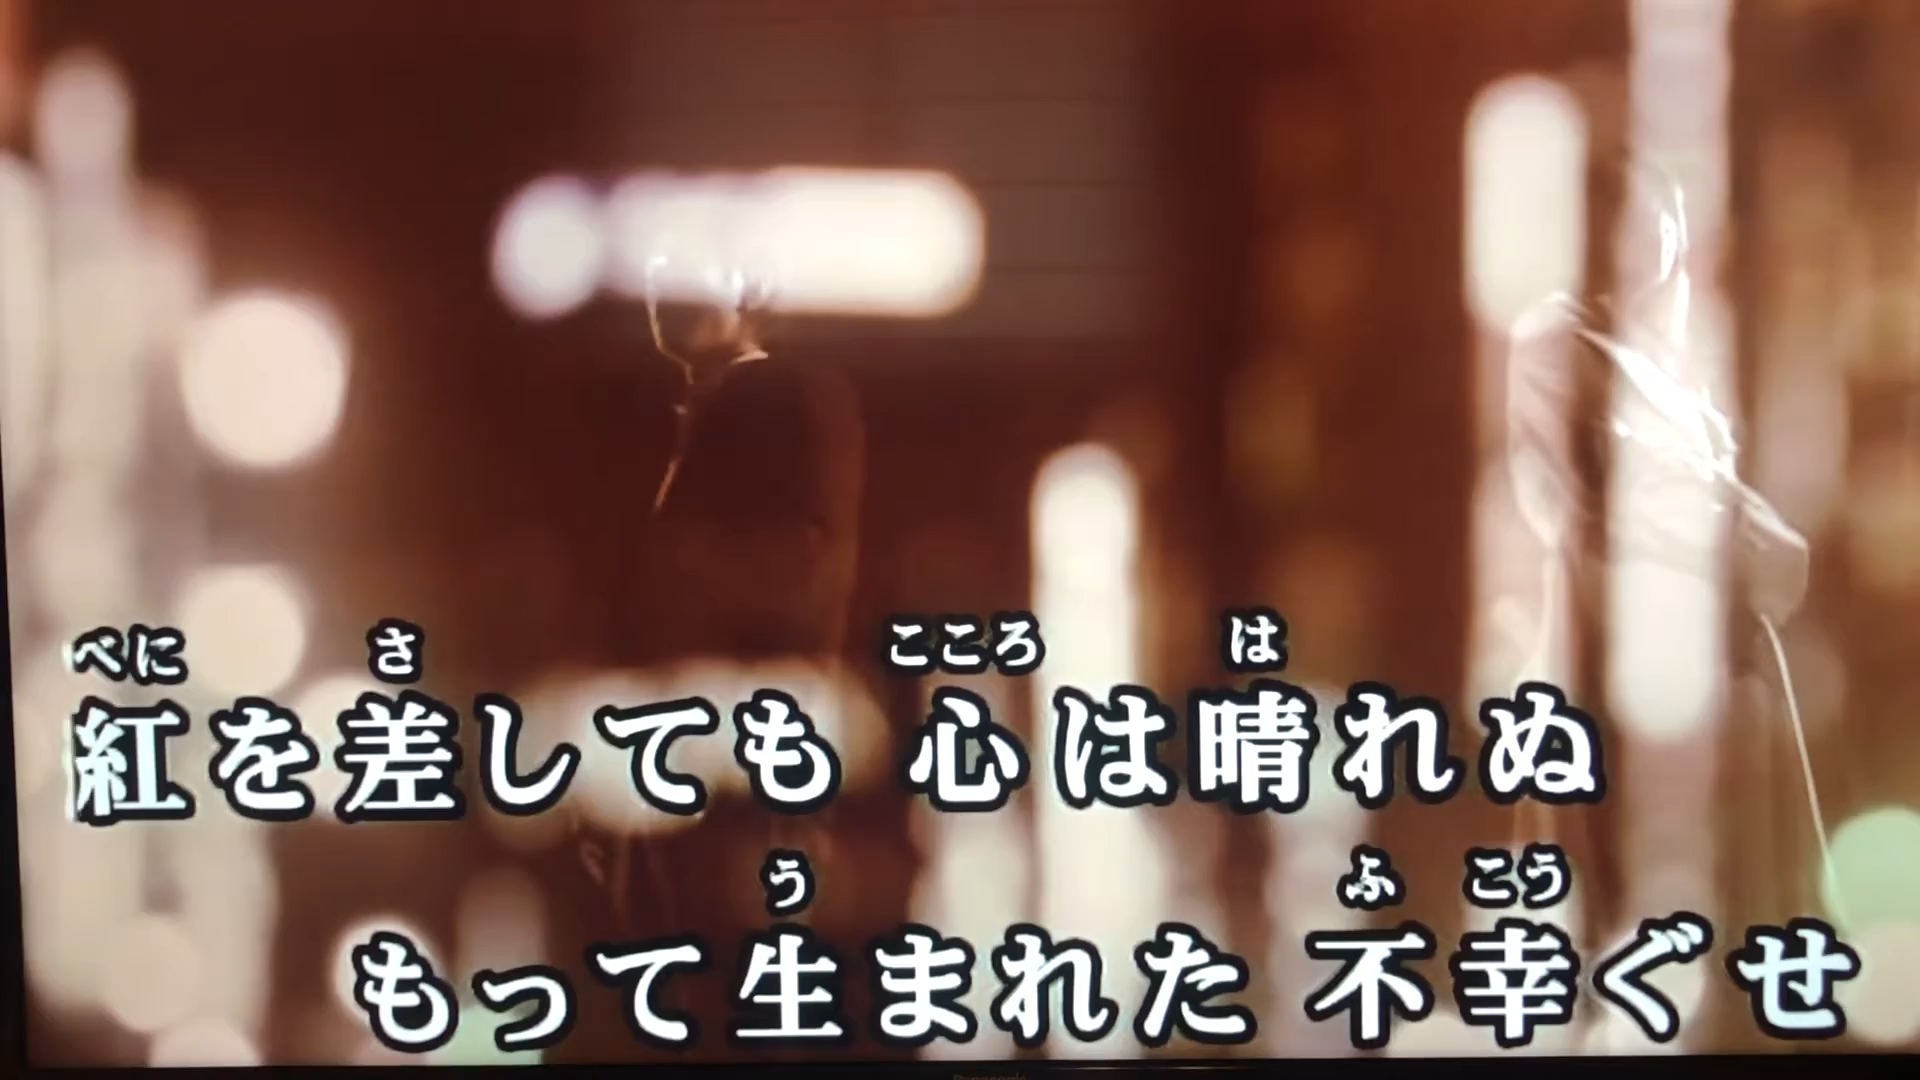 べに さ こころ は
紅を差しても 心は晴れぬ
う ふ こう
もって生まれた 不幸ぐせ
Panasonic